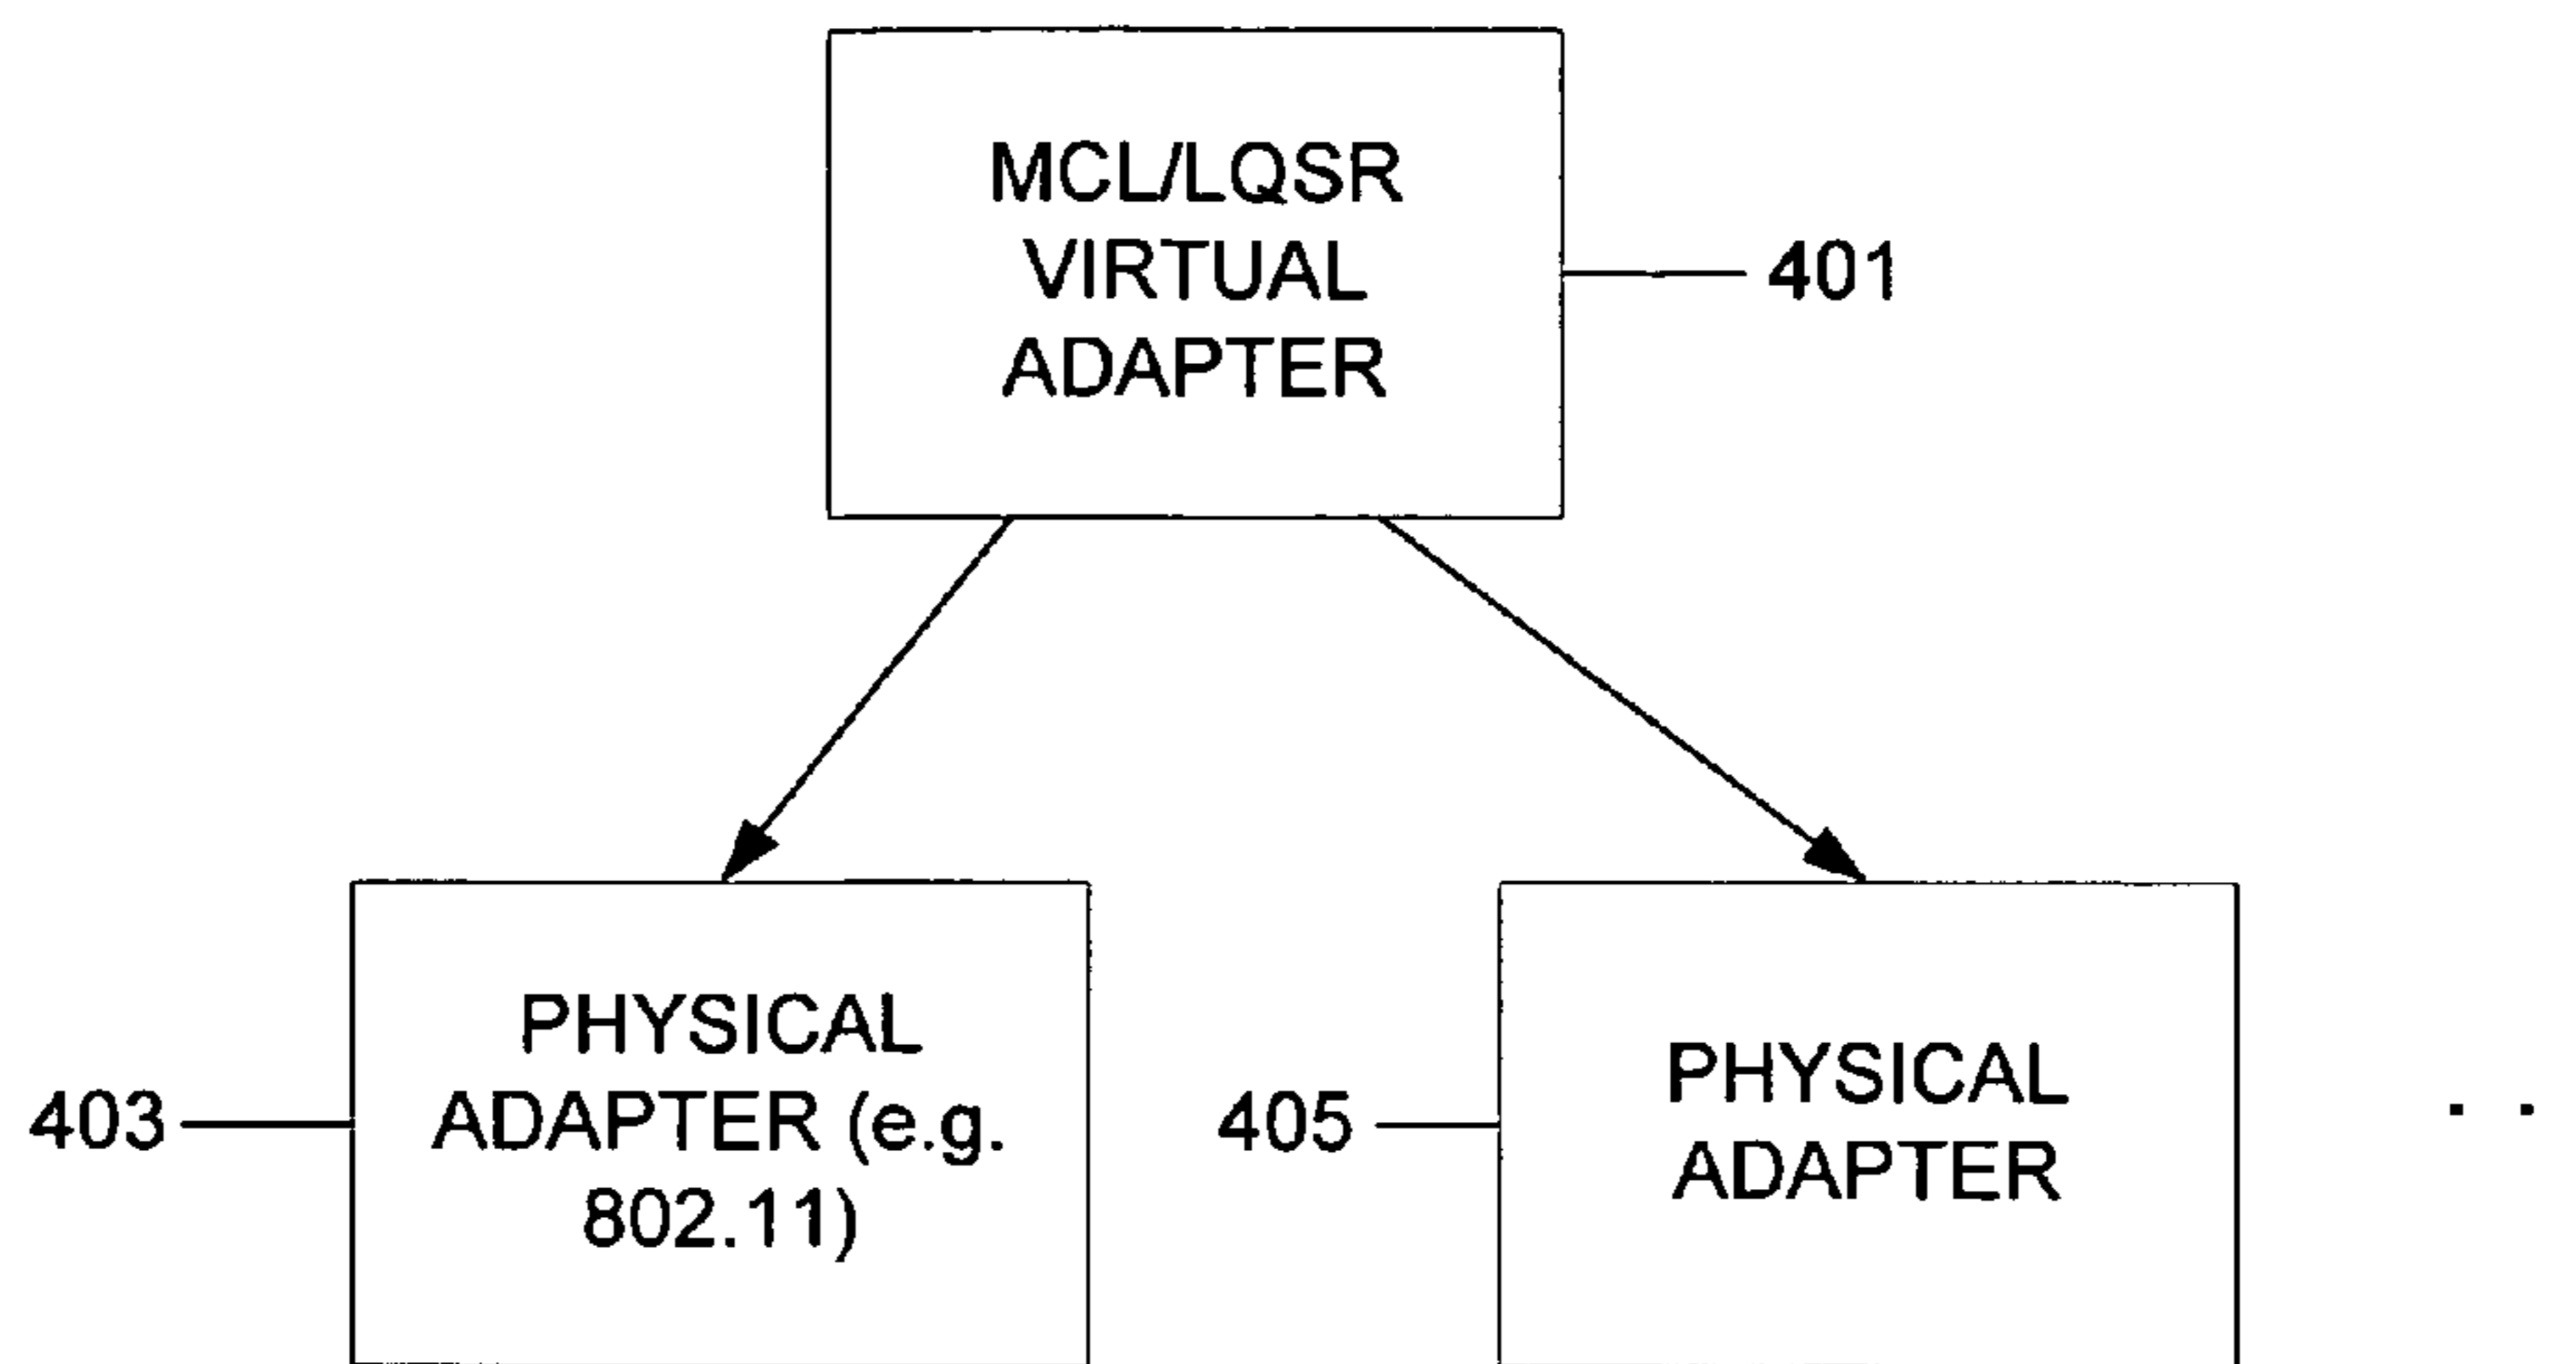 MCL/LQSR
VIRTUAL
ADAPTER
401
PHYSICAL
ADAPTER (e.g.
802.11)
403
PHYSICAL
ADAPTER
405
. .